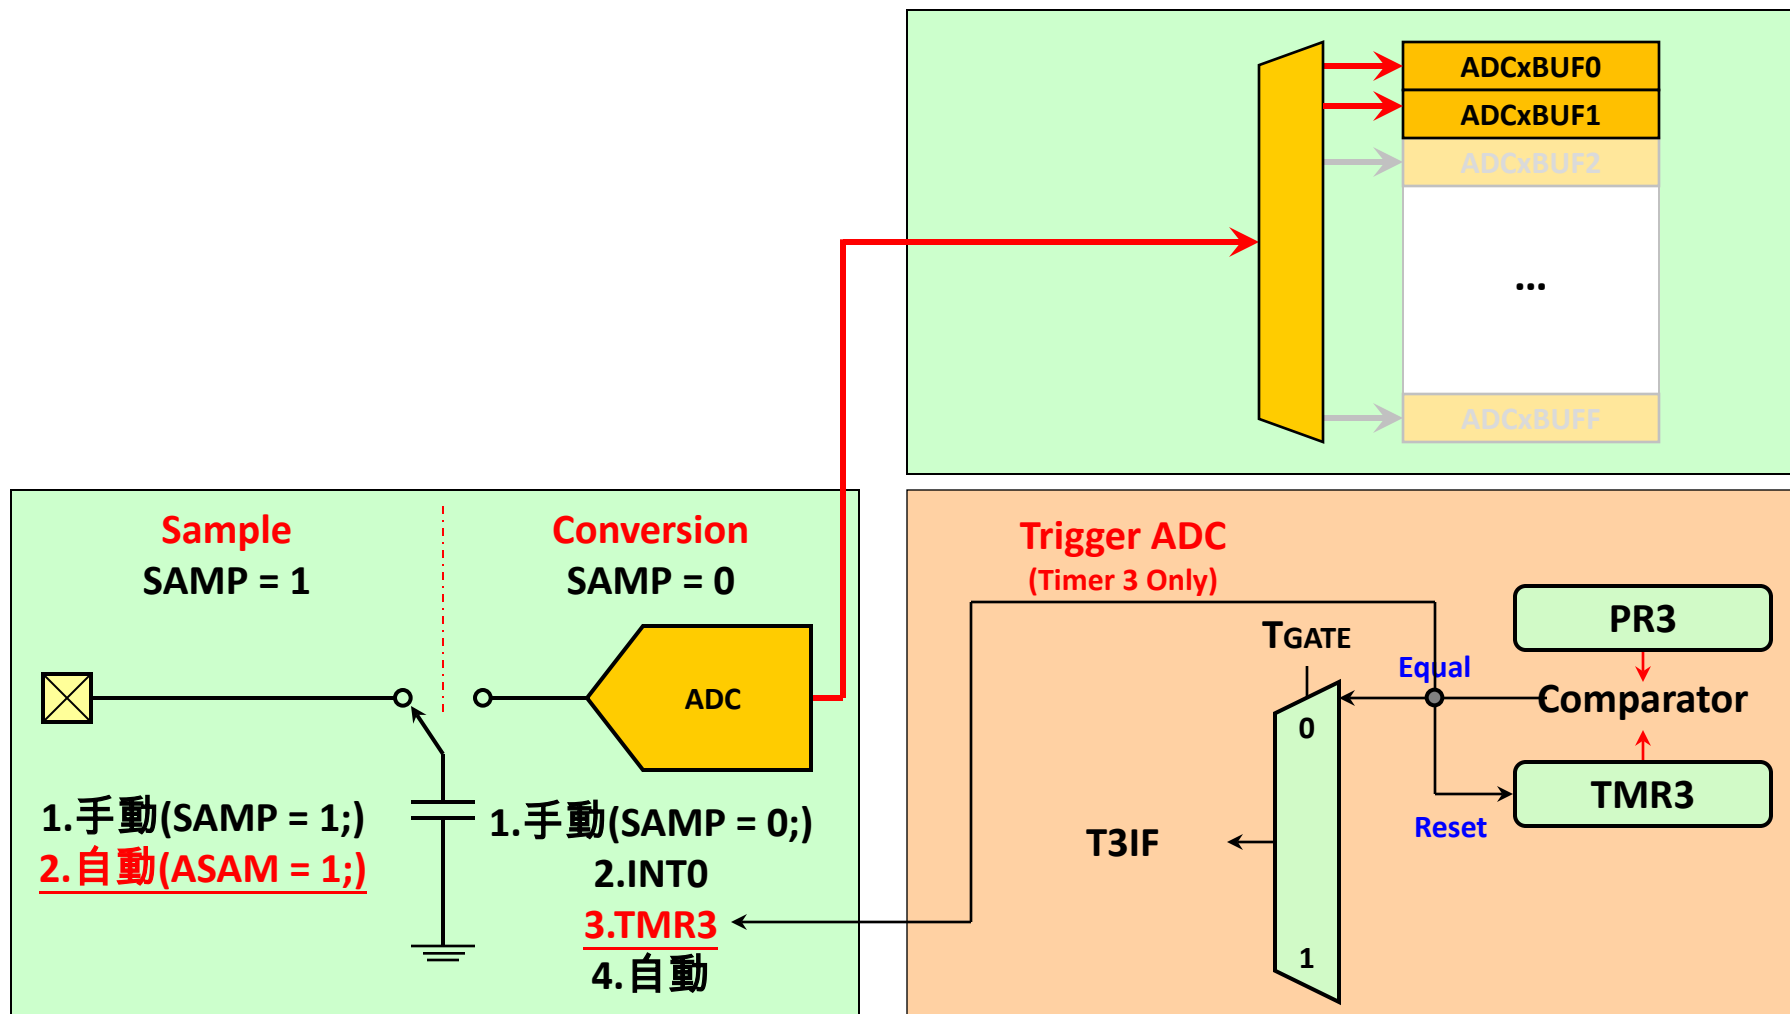 ADCxBUF0
ADCxBUF1
ADCxBUF2
...
ADCxBUFF
Sample
SAMP = 1
Conversion
SAMP = 0
ADC
1.手動(SAMP = 1;)
2.自動(ASAM = 1;)
1.手動(SAMP = 0;)
2.INT0
3.TMR3
4.自動
Trigger ADC
(Timer 3 Only)
TGATE
0
1
T3IF
Equal
Reset
PR3
Comparator
TMR3